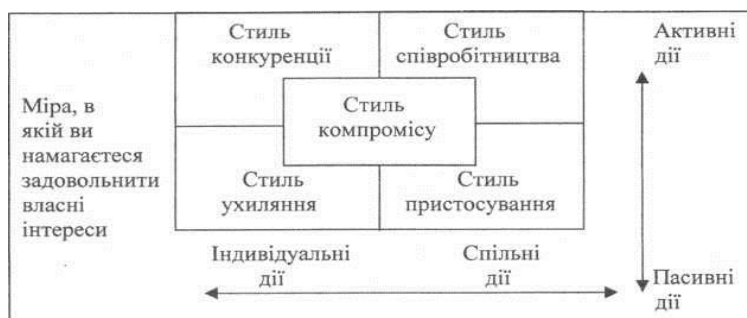 Стиль
конкуренції
Стиль
співробітництва
Активні
дії
Міра, в
якій ви
намагаєтеся
задовольнити
власні
інтереси
Стиль
компромісу
Стиль
ухиляння
Стиль
пристосування
Індивідуальні
дії
Спільні
дії
Пасивні
дії